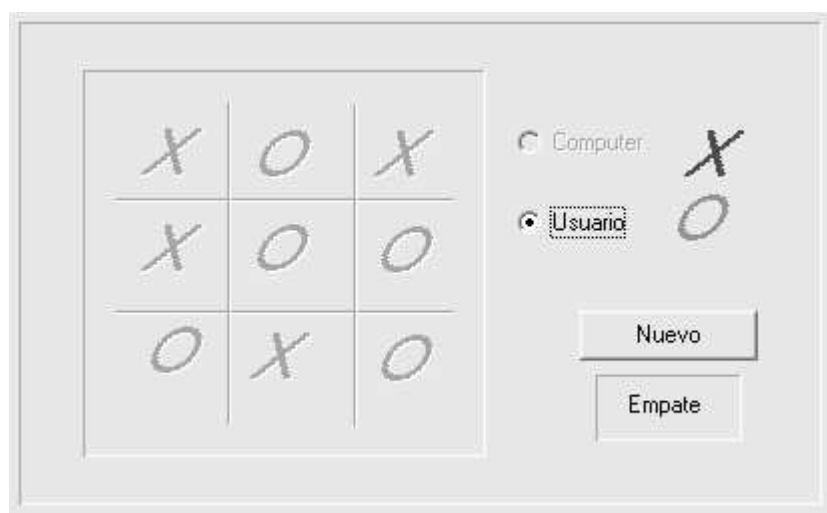 X O X
X O O
O X O
Computer X
Usuario O
Nuevo
Empate